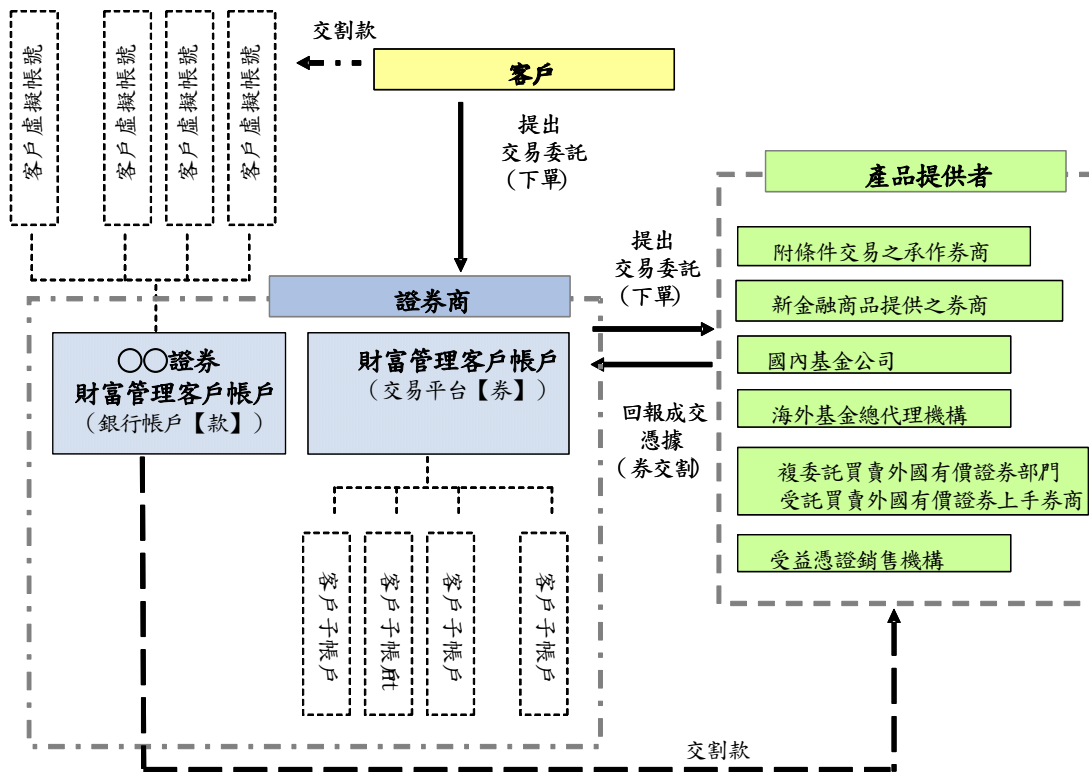 客戶虛擬帳號
客戶虛擬帳號
客戶虛擬帳號
客戶虛擬帳號
交割款
客戶
提出
交易委託
(下單)
產品提供者
附條件交易之承作券商
新金融商品提供之券商
國內基金公司
海外基金總代理機構
複委託買賣外國有價證券部門
受託買賣外國有價證券上手券商
受益憑證銷售機構
提出
交易委託
(下單)
回報成交
憑據
(券交割)
證券商
○○證券
財富管理客戶帳戶
(銀行帳戶【款】)
財富管理客戶帳戶
(交易平台【券】)
客戶子帳戶
客戶子帳戶tt
客戶子帳戶
客戶子帳戶
交割款